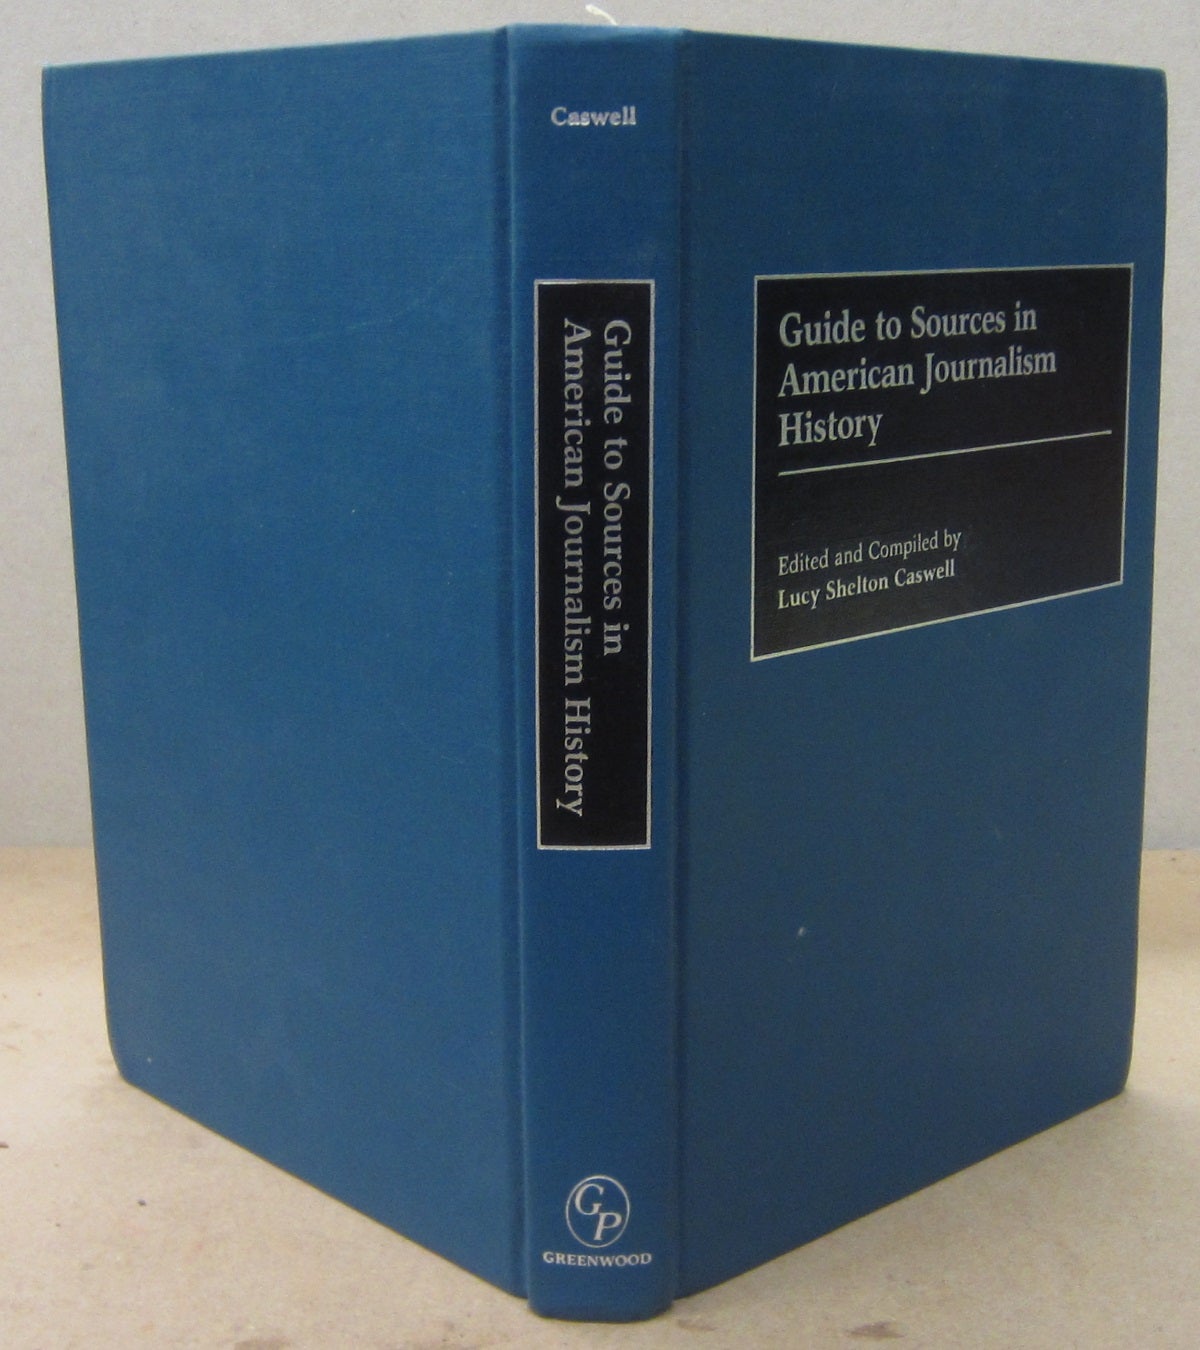 Caswell
Guide to Sources in
American Journalism History
GP
GREENWOOD
Guide to Sources in
American Journalism
History
Edited and Compiled by
Lucy Shelton Caswell